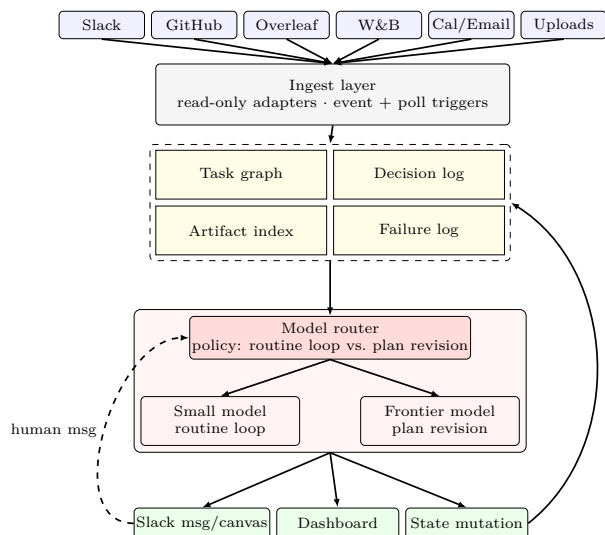 Slack GitHub Overleaf W&B Cal/Email Uploads
Ingest layer
read-only adapters · event + poll triggers
Task graph Decision log
Artifact index Failure log
Model router
policy: routine loop vs. plan revision
Small model Frontier model
routine loop plan revision
human msg
Slack msg/canvas Dashboard State mutation